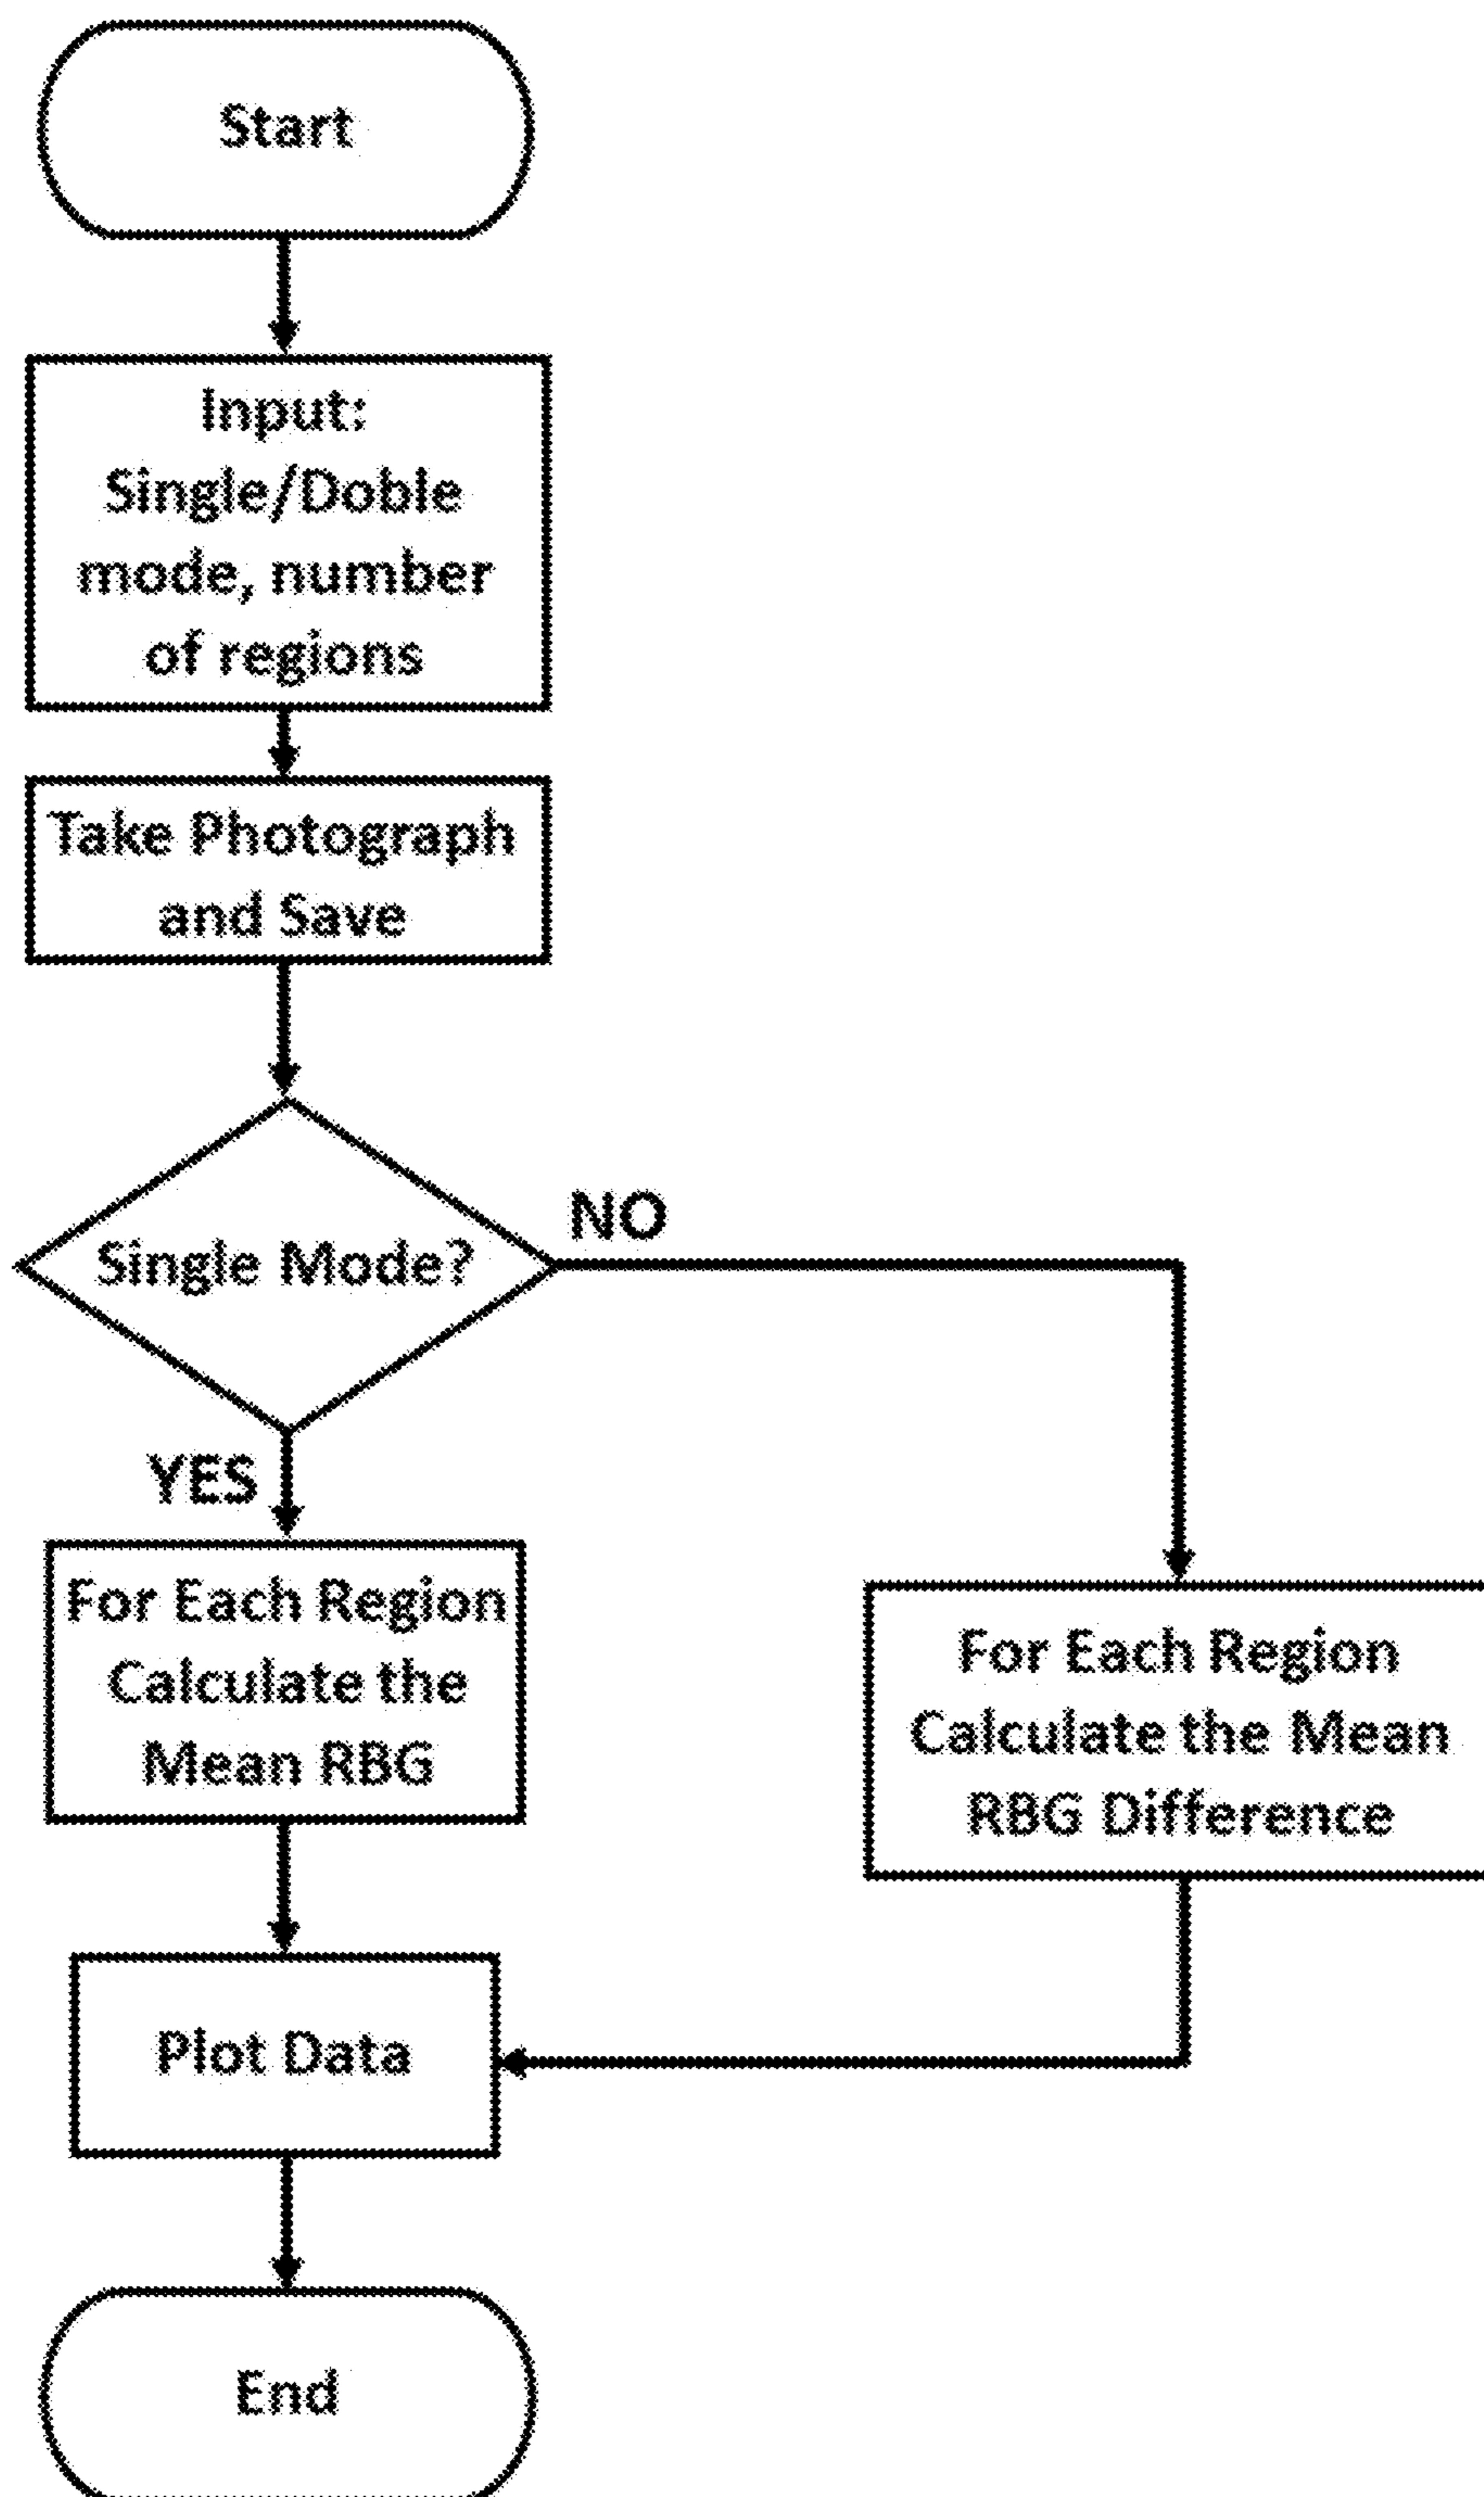 Start
Input:
Single/Doble
mode, number
of regions
Take Photograph
and Save
Single Mode?
NO
YES
For Each Region
Calculate the
Mean RBG
For Each Region
Calculate the Mean
RBG Difference
Plot Data
End